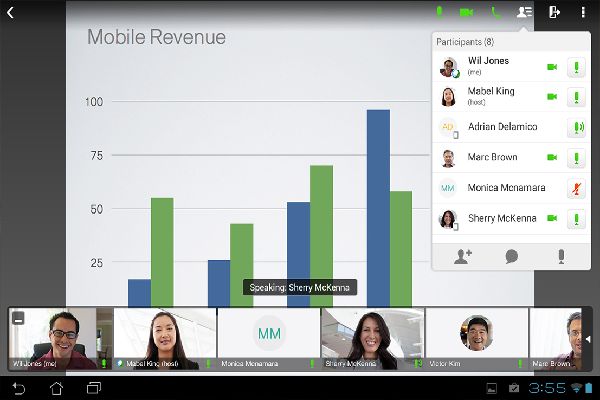 Mobile Revenue
Participants (8)
Wil Jones
(me)
Mabel King
(host)
AD
Adrian Delamico
Marc Brown
MM
Monica Mcnamara
Sherry McKenna
100
75
50
25
Speaking: Sherry McKenna
MM
Wil Jones (me)
Mabel King (host)
Monica Mcnamara
Sherry McKenna
Victor Kim
Marc Brown
3:55